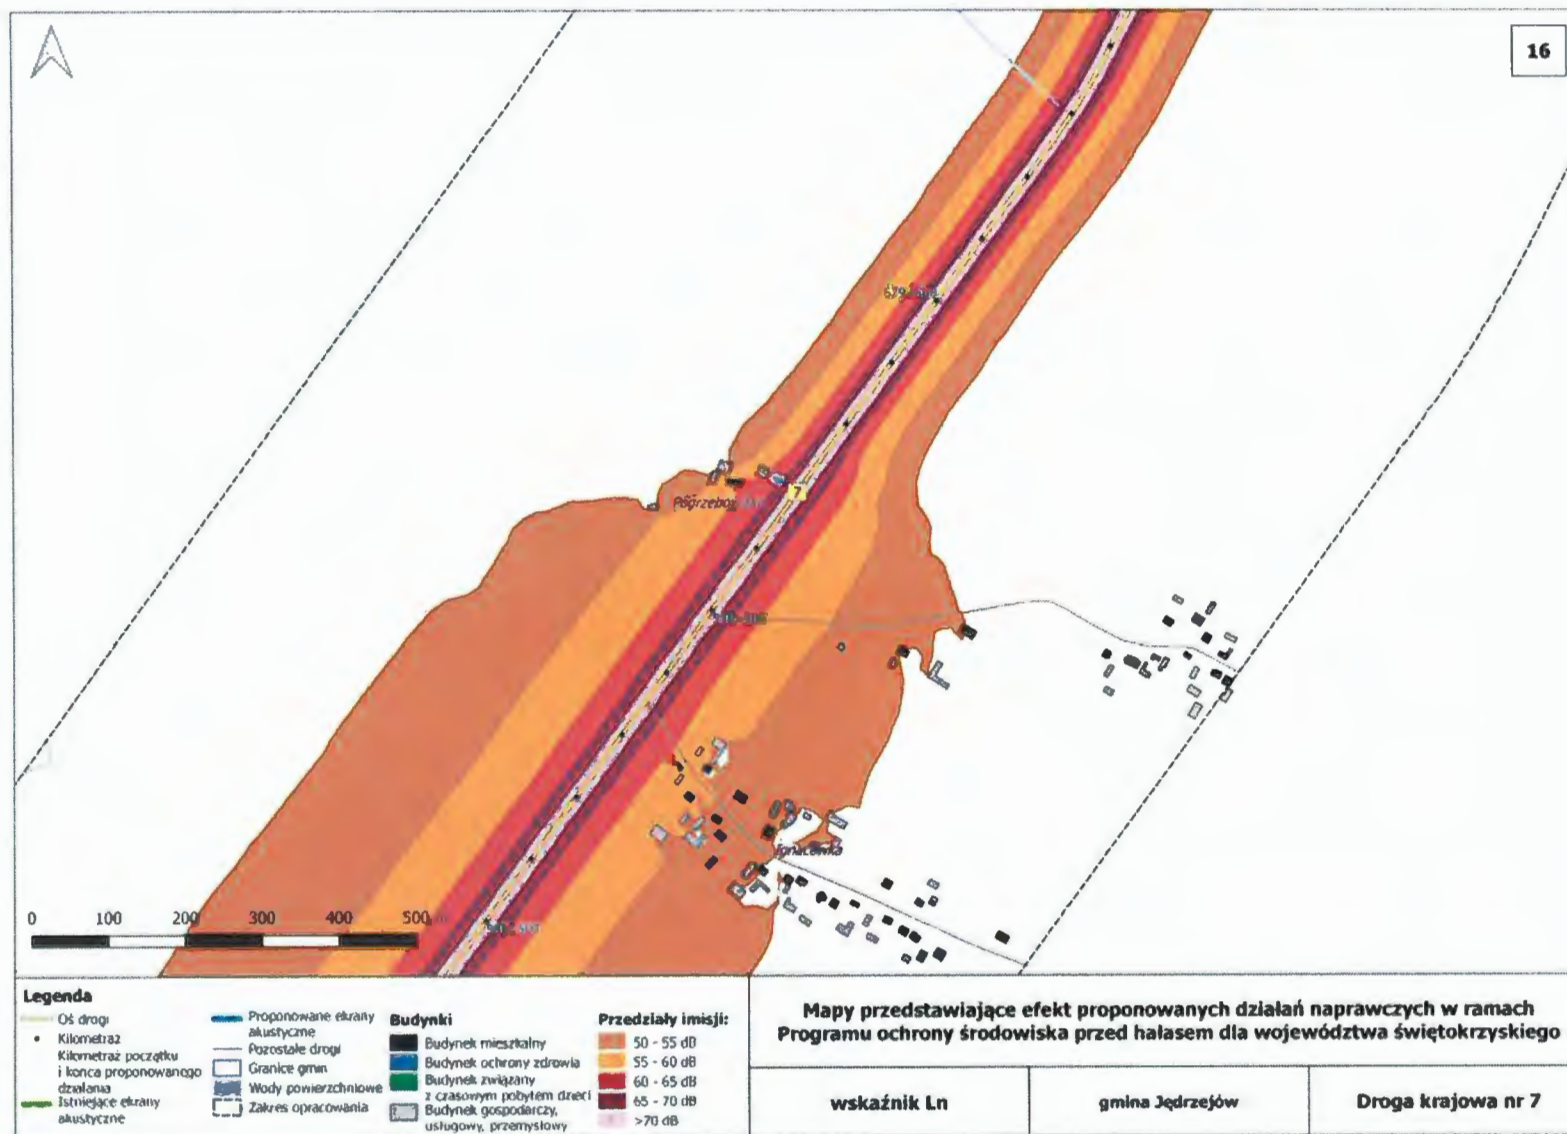 16
7
Ignacówka
0 100 200 300 400 500
Legenda
Oś drogi
Kilometraż
Kilometraż początku
i końca proponowanego
działania
Istniejące ekrany
akustyczne
Proponowane ekrany
akustyczne
Pozostałe drogi
Granice gmin
Wody powierzchniowe
Zakres opracowania
Budynki
Budynek mieszkalny
Budynek ochrony zdrowia
Budynek związany
z czasowym pobytem dzieci
Budynek gospodarczy,
usługowy, przemysłowy
Przedziały imisji:
50 - 55 dB
55 - 60 dB
60 - 65 dB
65 - 70 dB
>70 dB
Mapy przedstawiające efekt proponowanych działań naprawczych w ramach
Programu ochrony środowiska przed hałasem dla województwa świętokrzyskiego
wskaźnik Ln
gmina Jędrzejów
Droga krajowa nr 7